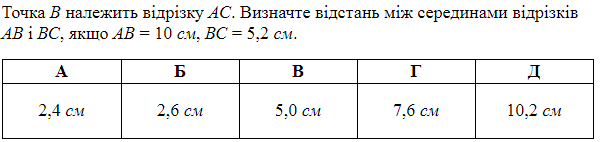 Точка B належить відрізку AC. Визначте відстань між серединами відрізків
AB і BC, якщо AB = 10 см, BC = 5,2 см.
А Б В Г Д
2,4 см 2,6 см 5,0 см 7,6 см 10,2 см